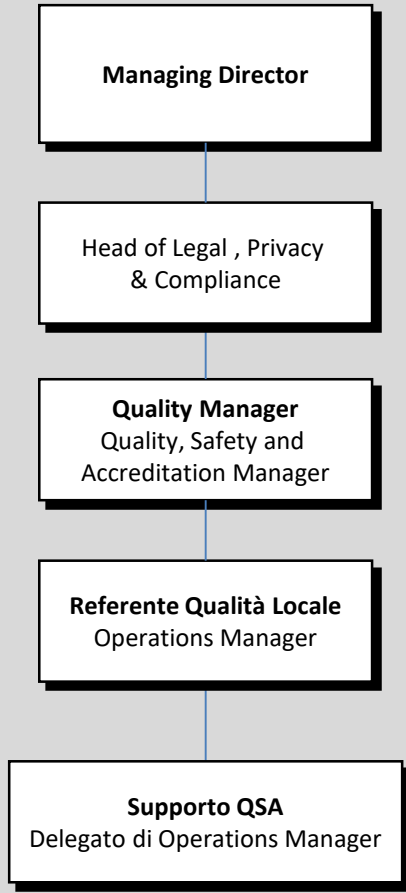 Managing Director
Head of Legal , Privacy
& Compliance
Quality Manager
Quality, Safety and
Accreditation Manager
Referente Qualità Locale
Operations Manager
Supporto QSA
Delegato di Operations Manager